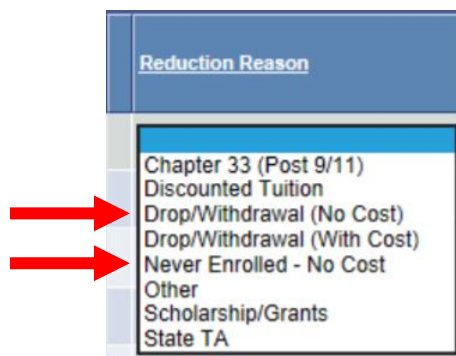 Reduction Reason
Chapter 33 (Post 9/11)
Discounted Tuition
Drop/Withdrawal (No Cost)
Drop/Withdrawal (With Cost)
Never Enrolled - No Cost
Other
Scholarship/Grants
State TA